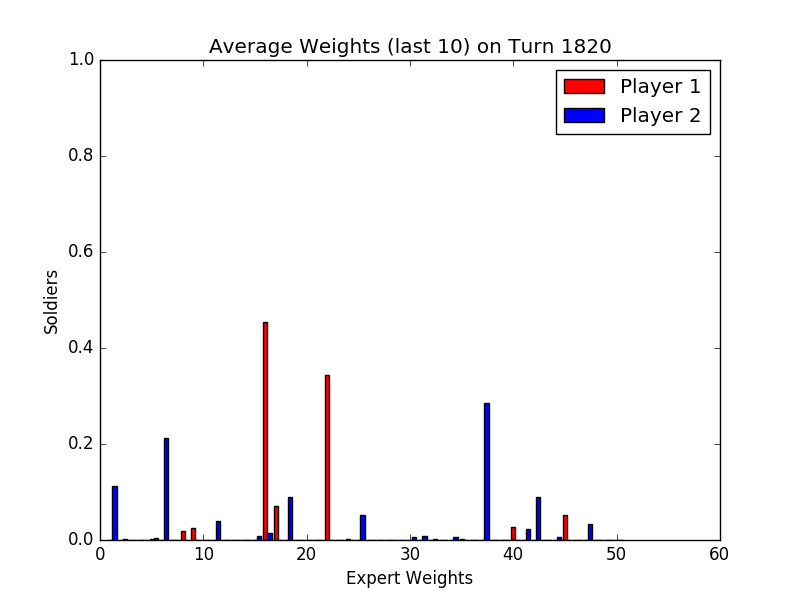 Average Weights (last 10) on Turn 1820
1.0
0.8
0.6
0.4
0.2
0.0
Soldiers
Player 1
Player 2
0 10 20 30 40 50 60
Expert Weights